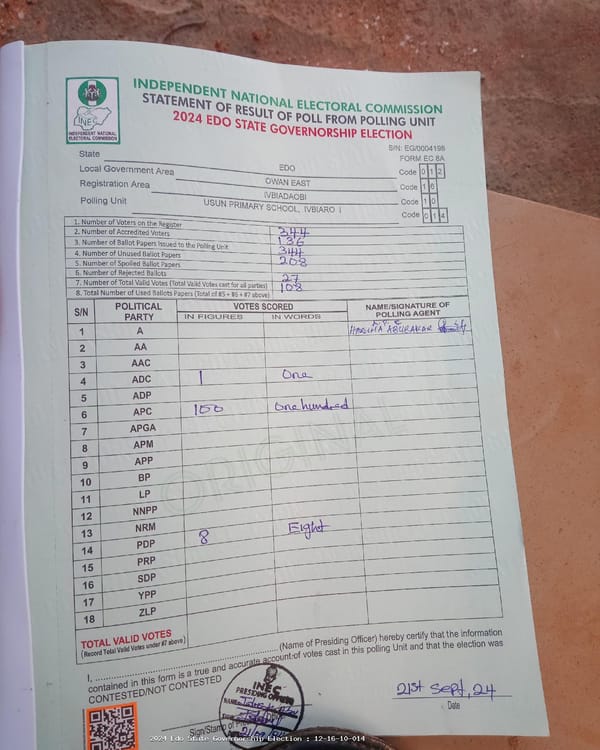 INDEPENDENT NATIONAL ELECTORAL COMMISSION
STATEMENT OF RESULT OF POLL FROM POLLING UNIT
2024 EDO STATE GOVERNORSHIP ELECTION
INEC
INDEPENDENT NATIONAL
ELECTORAL COMMISSION
S/N: EG/0004198
FORM EC 8A
State EDO Code 0 1 2
Local Government Area OWAN EAST Code 1 6
Registration Area IVBIADAOBI Code 1 0
Polling Unit USUN PRIMARY SCHOOL, IVBIARO I Code 0 1 4
1. Number of Voters on the Register 344
2. Number of Accredited Voters 136
3. Number of Ballot Papers Issued to the Polling Unit 344
4. Number of Unused Ballot Papers 208
5. Number of Spoiled Ballot Papers
6. Number of Rejected Ballots 27
7. Number of Total Valid Votes (Total Valid Votes cast for all parties) 108
8. Total Number of Used Ballots Papers (Total of #5 + #6 + #7 above)
S/N POLITICAL PARTY VOTES SCORED NAME/SIGNATURE OF POLLING AGENT
IN FIGURES IN WORDS
1 A
2 AA
3 AAC
4 ADC 1 One
5 ADP
6 APC 100 One hundred
7 APGA
8 APM
9 APP
10 BP
11 LP
12 NNPP
13 NRM
14 PDP 8 Eight
15 PRP
16 SDP
17 YPP
18 ZLP
ORIGINAL
TOTAL VALID VOTES
(Record Total Valid Votes under #7 above)
I, .......... (Name of Presiding Officer) hereby certify that the information
contained in this form is a true and accurate account of votes cast in this polling Unit and that the election was
CONTESTED/NOT CONTESTED
INEC
PRESIDING OFFICER
21st Sept, 24
Sign/Stamp of
Date
2024 Edo State Governorship Election : 12-16-10-014